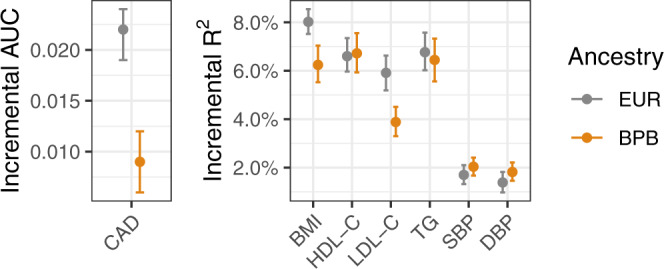 Incremental AUC
0.020
0.015
0.010
CAD
Incremental R²
8.0%
6.0%
4.0%
2.0%
BMI
HDL−C
LDL−C
TG
SBP
DBP
Ancestry
EUR
BPB